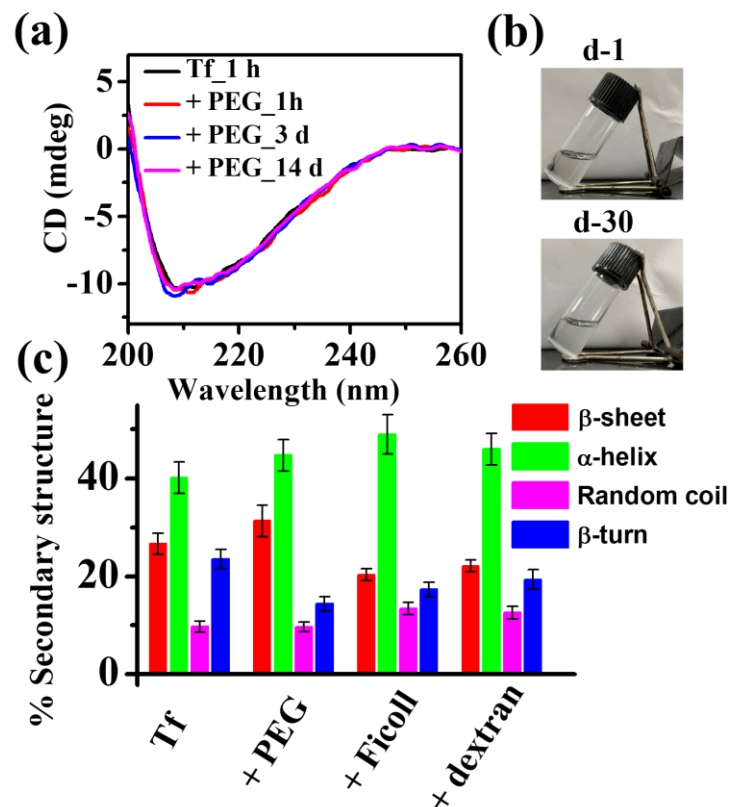 (a)
5
0
-5
-10
CD (mdeg)
Tf_1 h
+ PEG_1h
+ PEG_3 d
+ PEG_14 d
200 220 240 260
Wavelength (nm)
(b)
d-1
d-30
(c)
40
20
0
% Secondary structure
β-sheet
α-helix
Random coil
β-turn
Tf
+ PEG
+ Ficoll
+ dextran